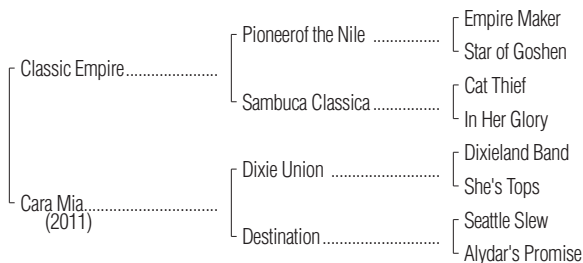 Classic Empire........................
Pioneerof the Nile .................
Empire Maker
Star of Goshen
Sambuca Classica .................
Cat Thief
In Her Glory
Cara Mia...................................
(2011)
Dixie Union ............................
Dixieland Band
She's Tops
Destination..............................
Seattle Slew
Alydar's Promise